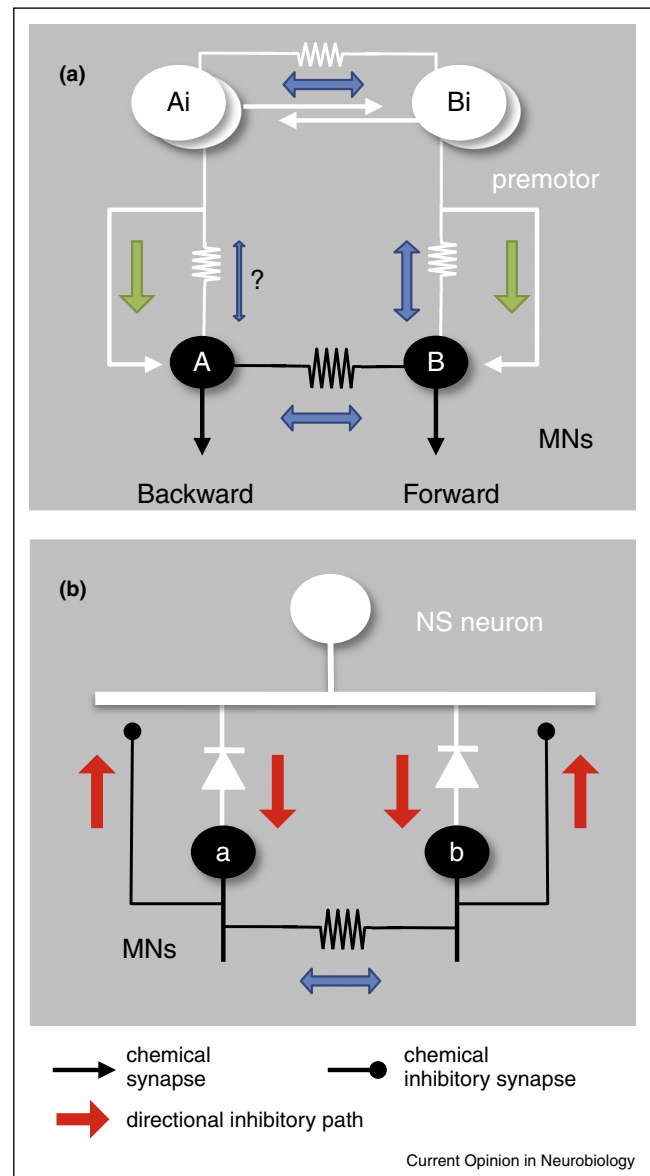 (a)
Ai
Bi
premotor
?
A
B
MNs
Backward
Forward
(b)
NS neuron
a
b
MNs
chemical
synapse
chemical
inhibitory synapse
directional inhibitory path
Current Opinion in Neurobiology